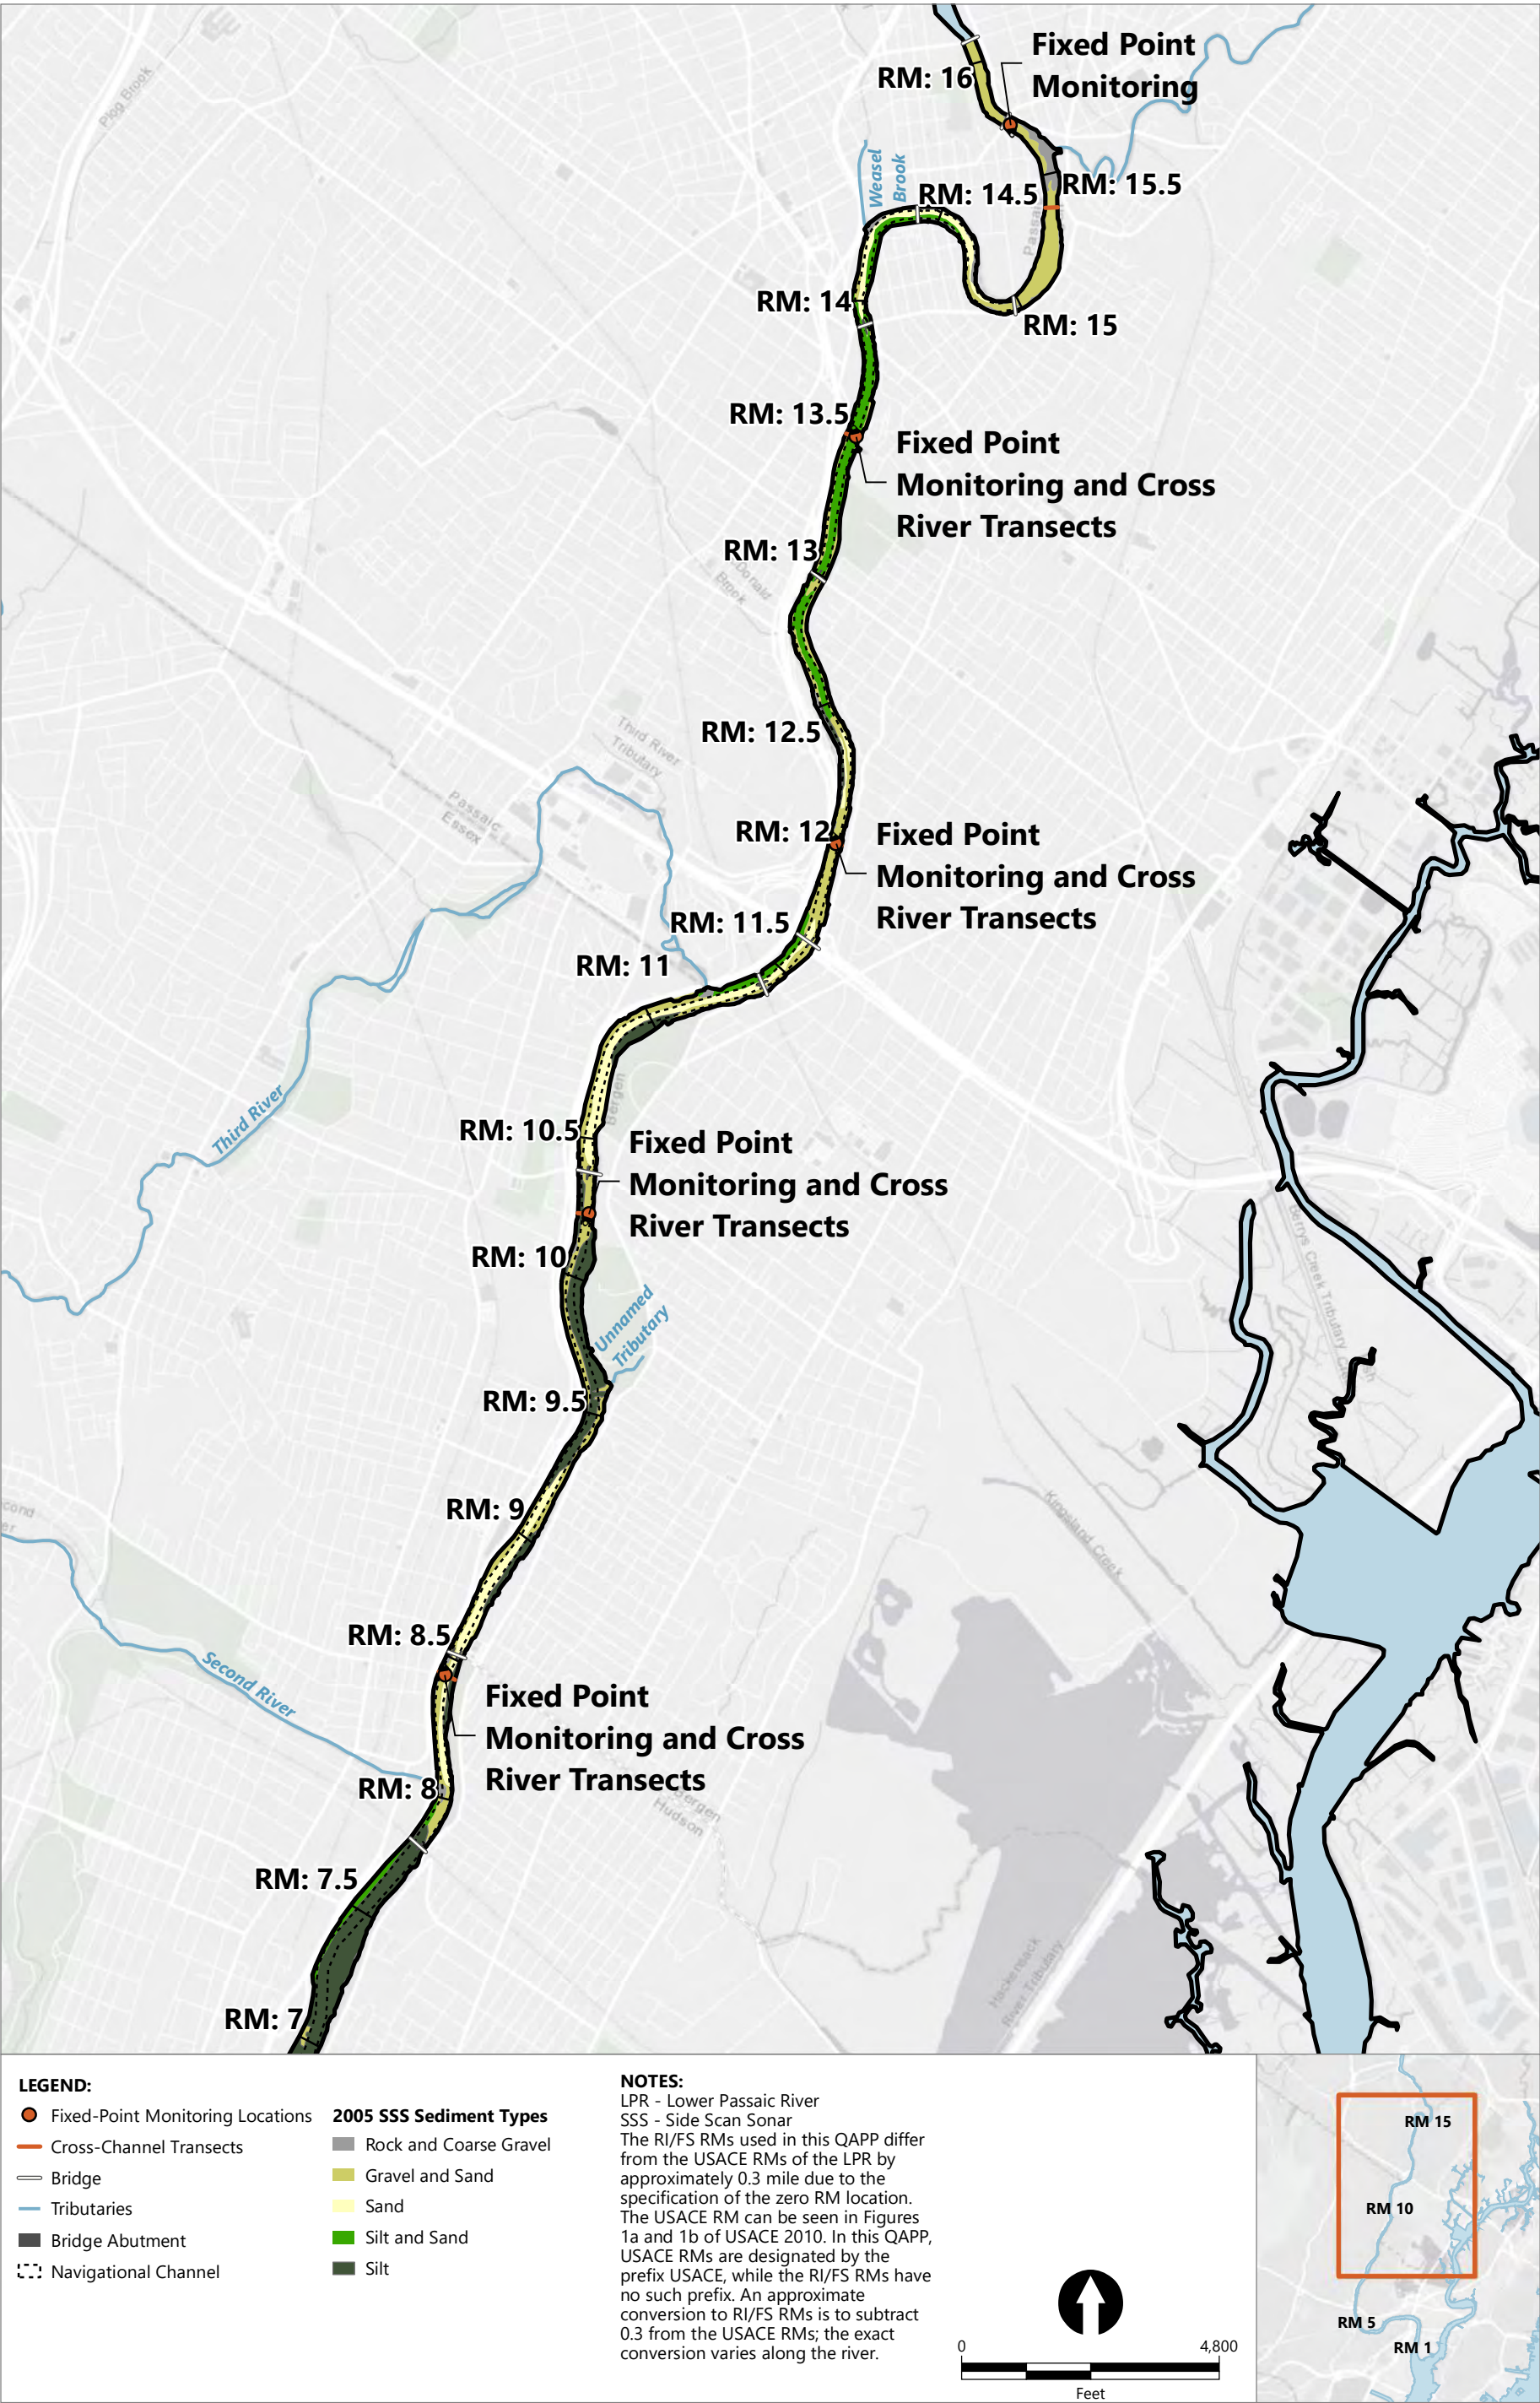 Fixed Point
Monitoring
RM: 16
Plog Brook
Weasel
Brook
RM: 14.5
RM: 15.5
RM: 14
RM: 15
RM: 13.5
Fixed Point
Monitoring and Cross
River Transects
RM: 13
Brook
RM: 12.5
Third River
Tributary
Passaic
Essex
RM: 12
Fixed Point
Monitoring and Cross
River Transects
RM: 11.5
RM: 11
Bergen
Third River
RM: 10.5
Fixed Point
Monitoring and Cross
River Transects
RM: 10
Unnamed
Tributary
RM: 9.5
RM: 9
Kingsland Creek
RM: 8.5
Second River
Fixed Point
Monitoring and Cross
River Transects
RM: 8
Bergen
Hudson
RM: 7.5
Hackensack
River Tributary
RM: 7
LEGEND:
Fixed-Point Monitoring Locations
Cross-Channel Transects
Bridge
Tributaries
Bridge Abutment
Navigational Channel
2005 SSS Sediment Types
Rock and Coarse Gravel
Gravel and Sand
Sand
Silt and Sand
Silt
NOTES:
LPR - Lower Passaic River
SSS - Side Scan Sonar
The RI/FS RMs used in this QAPP differ
from the USACE RMs of the LPR by
approximately 0.3 mile due to the
specification of the zero RM location.
The USACE RM can be seen in Figures
1a and 1b of USACE 2010. In this QAPP,
USACE RMs are designated by the
prefix USACE, while the RI/FS RMs have
no such prefix. An approximate
conversion to RI/FS RMs is to subtract
0.3 from the USACE RMs; the exact
conversion varies along the river.
0
4,800
Feet
RM 15
RM 10
RM 5
RM 1